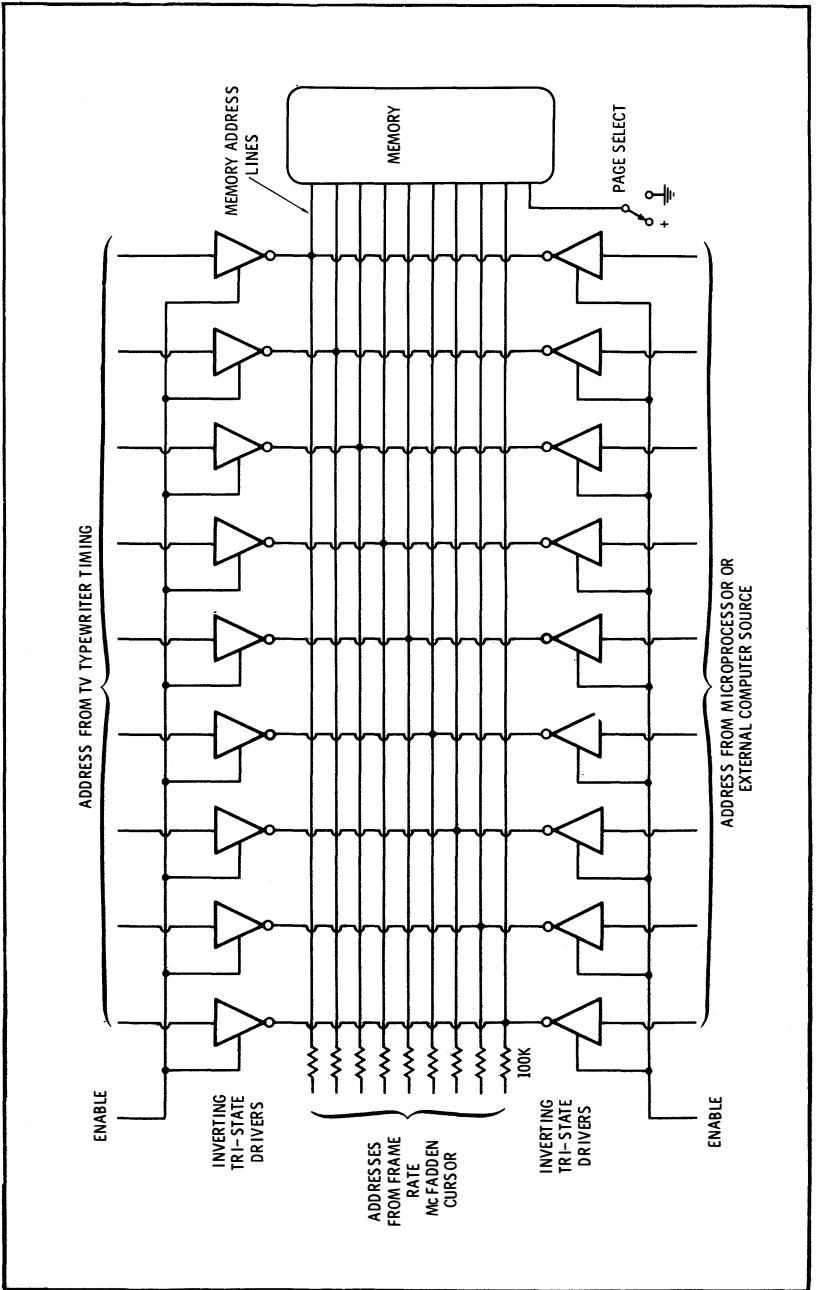 ADDRESS FROM TV TYPEWRITER TIMING
MEMORY ADDRESS
LINES
MEMORY
PAGE SELECT
+
ENABLE
INVERTING
TRI-STATE
DRIVERS
ADDRESSES
FROM FRAME
RATE
McFADDEN
CURSOR
100K
INVERTING
TRI-STATE
DRIVERS
ENABLE
ADDRESS FROM MICROPROCESSOR OR
EXTERNAL COMPUTER SOURCE